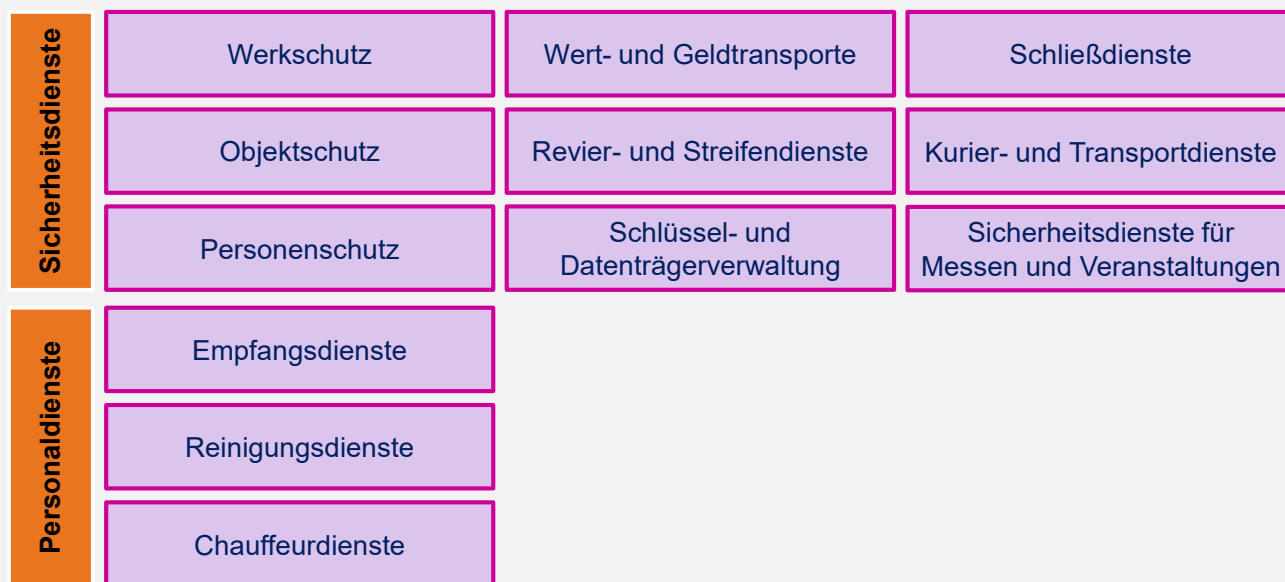 Sicherheitsdienste
Werkschutz
Wert- und Geldtransporte
Schließdienste
Objektschutz
Revier- und Streifendienste
Kurier- und Transportdienste
Personenschutz
Schlüssel- und
Datenträgerverwaltung
Sicherheitsdienste für
Messen und Veranstaltungen
Personaldienste
Empfangsdienste
Reinigungsdienste
Chauffeurdienste